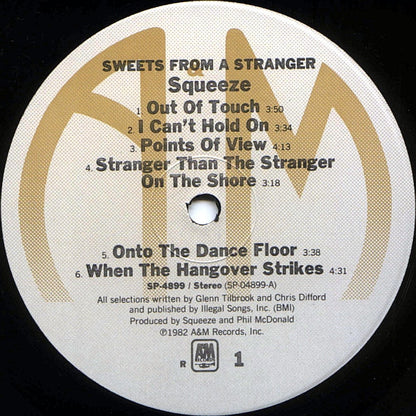 SWEETS FROM A STRANGER
Squeeze
1. Out Of Touch 3:50
2. I Can't Hold On 3:34
3. Points Of View 4:13
4. Stranger Than The Stranger
On The Shore 3:18
5. Onto The Dance Floor 3:38
6. When The Hangover Strikes 4:31
SP-4899 / Stereo (SP-04899-A)
All selections written by Glenn Tilbrook and Chris Difford
and published by Illegal Songs, Inc. (BMI)
Produced by Squeeze and Phil McDonald
℗1982 A&M Records, Inc.
R A&M RECORDS 1
A&M